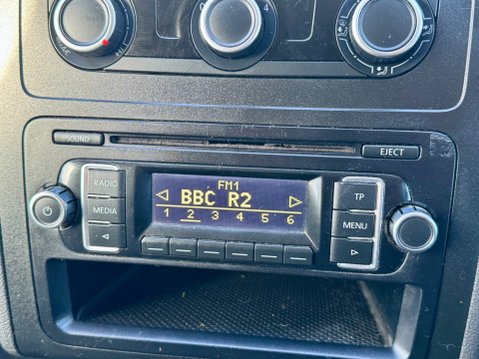 SOUND
EJECT
RADIO
MEDIA
FM1
BBC R2
1 2 3 4 5 6
TP
MENU